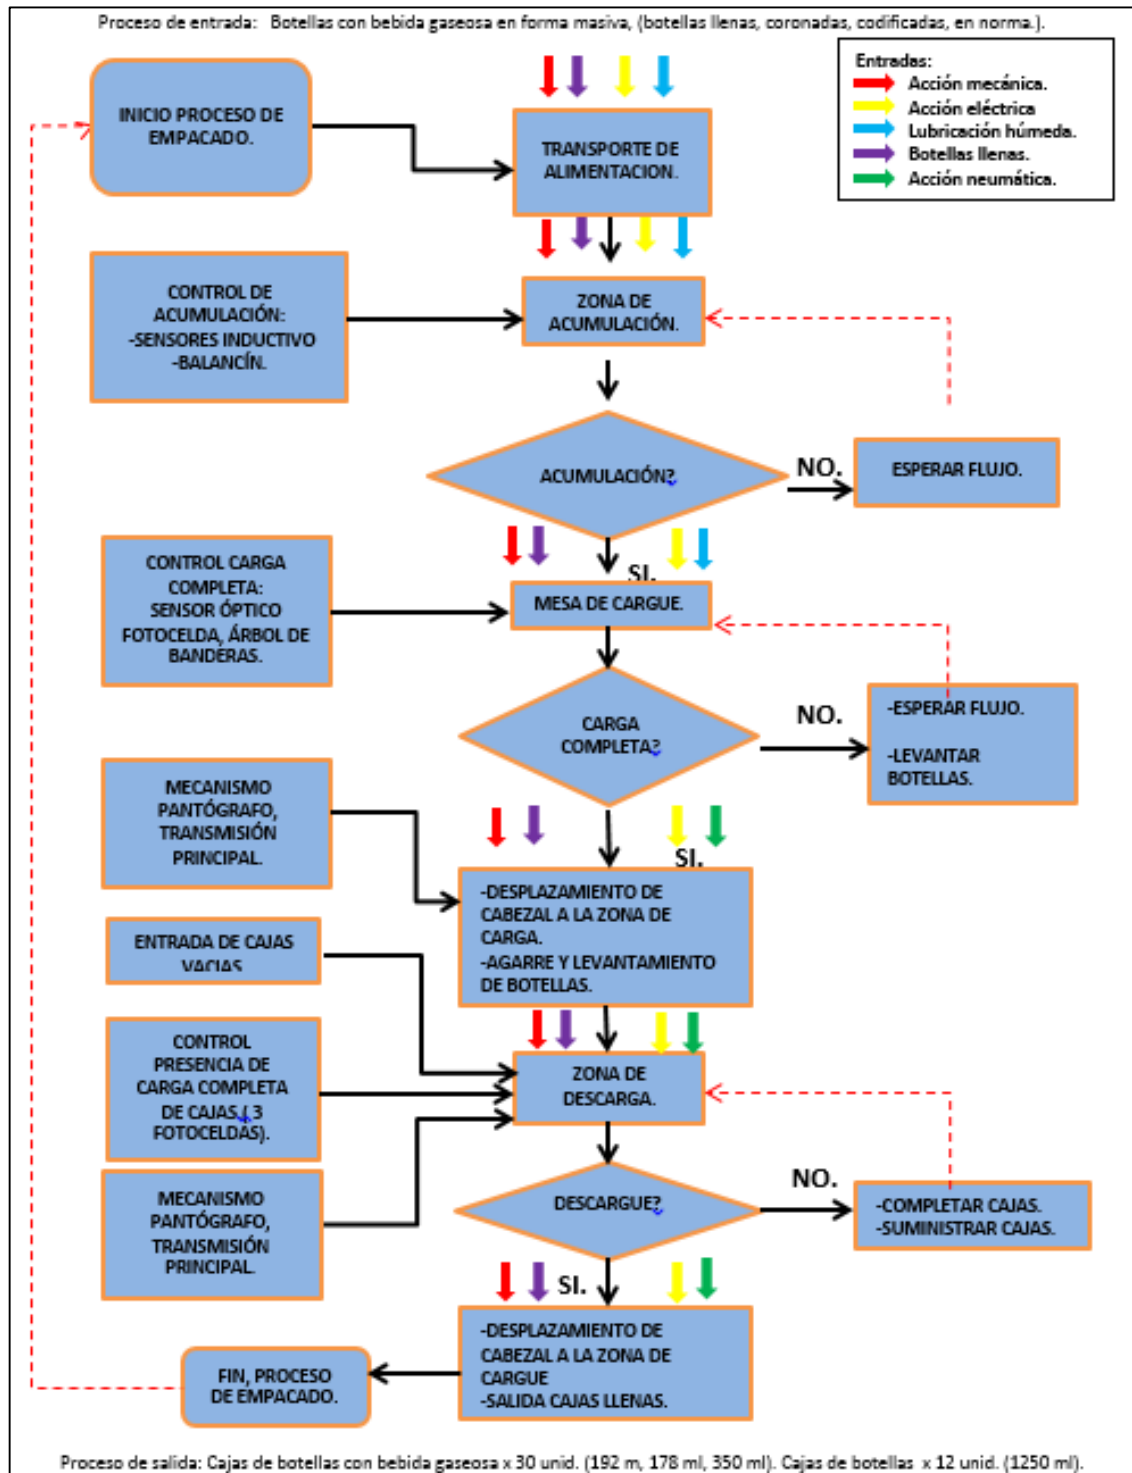 Proceso de entrada: Botellas con bebida gaseosa en forma masiva, (botellas llenas, coronadas, codificadas, en norma.).
Entradas:
Acción mecánica.
Acción eléctrica
Lubricación húmeda.
Botellas llenas.
Acción neumática.
INICIO PROCESO DE
EMPACADO.
TRANSPORTE DE
ALIMENTACION.
CONTROL DE
ACUMULACIÓN:
-SENSORES INDUCTIVO
-BALANCÍN.
ZONA DE
ACUMULACIÓN.
ACUMULACIÓN?
NO.
ESPERAR FLUJO.
SI.
CONTROL CARGA
COMPLETA:
SENSOR ÓPTICO
FOTOCELDA, ÁRBOL DE
BANDERAS.
MESA DE CARGUE.
CARGA
COMPLETA?
NO.
-ESPERAR FLUJO.
-LEVANTAR
BOTELLAS.
SI.
MECANISMO
PANTÓGRAFO,
TRANSMISIÓN
PRINCIPAL.
-DESPLAZAMIENTO DE
CABEZAL A LA ZONA DE
CARGA.
-AGARRE Y LEVANTAMIENTO
DE BOTELLAS.
ENTRADA DE CAJAS
VACIAS
CONTROL
PRESENCIA DE
CARGA COMPLETA
DE CAJAS.( 3
FOTOCELDAS).
ZONA DE
DESCARGA.
MECANISMO
PANTÓGRAFO,
TRANSMISIÓN
PRINCIPAL.
DESCARGUE?
NO.
-COMPLETAR CAJAS.
-SUMINISTRAR CAJAS.
SI.
-DESPLAZAMIENTO DE
CABEZAL A LA ZONA DE
CARGUE
-SALIDA CAJAS LLENAS.
FIN, PROCESO
DE EMPACADO.
Proceso de salida: Cajas de botellas con bebida gaseosa x 30 unid. (192 m, 178 ml, 350 ml). Cajas de botellas x 12 unid. (1250 ml).